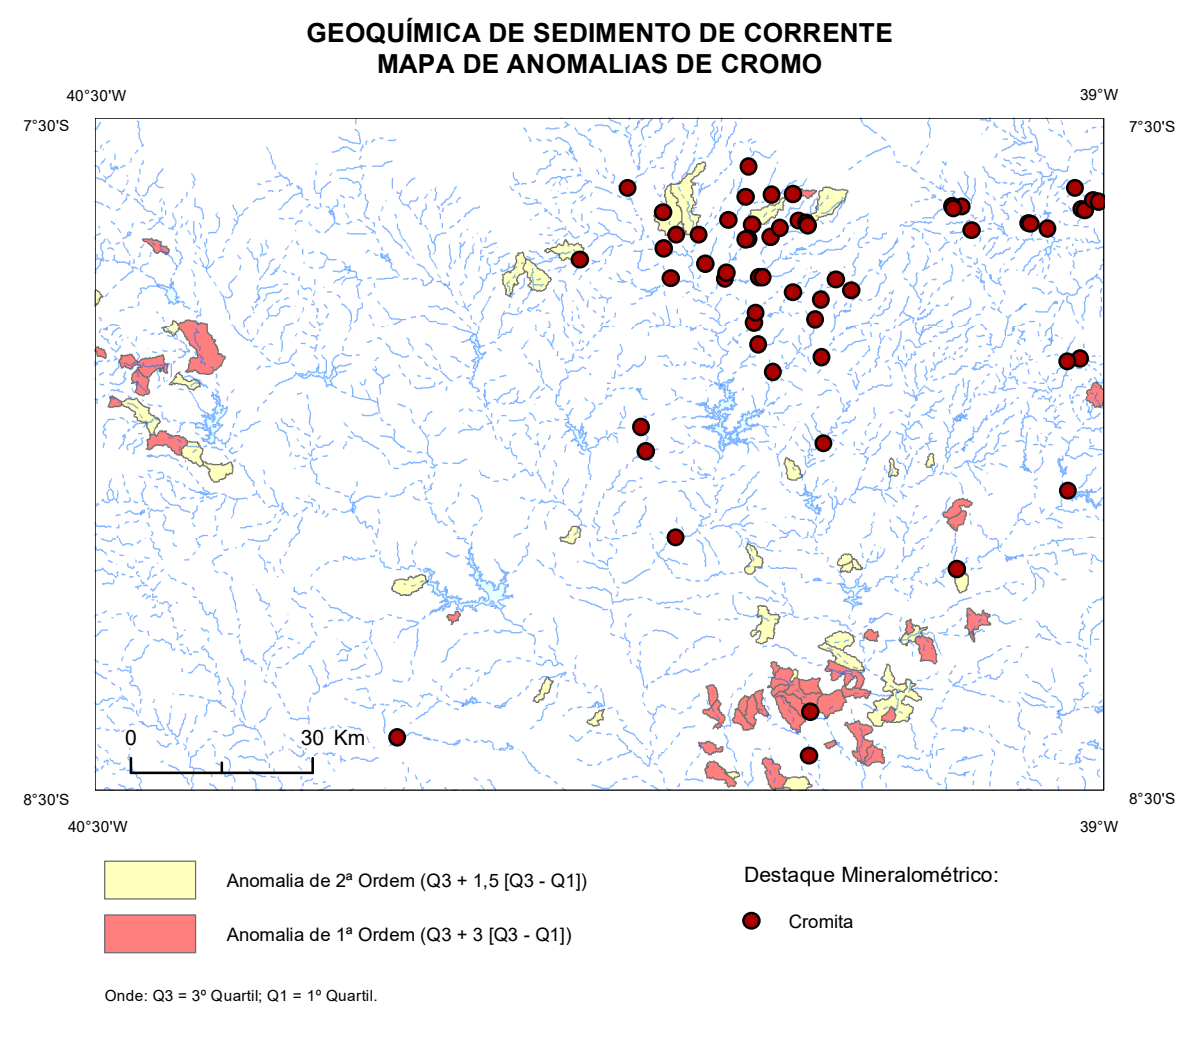 GEOQUÍMICA DE SEDIMENTO DE CORRENTE
MAPA DE ANOMALIAS DE CROMO
40°30'W
39°W
7°30'S
7°30'S
0
30 Km
8°30'S
8°30'S
40°30'W
39°W
Anomalia de 2ª Ordem (Q3 + 1,5 [Q3 - Q1])
Destaque Mineralométrico:
Anomalia de 1ª Ordem (Q3 + 3 [Q3 - Q1])
Cromita
Onde: Q3 = 3º Quartil; Q1 = 1º Quartil.